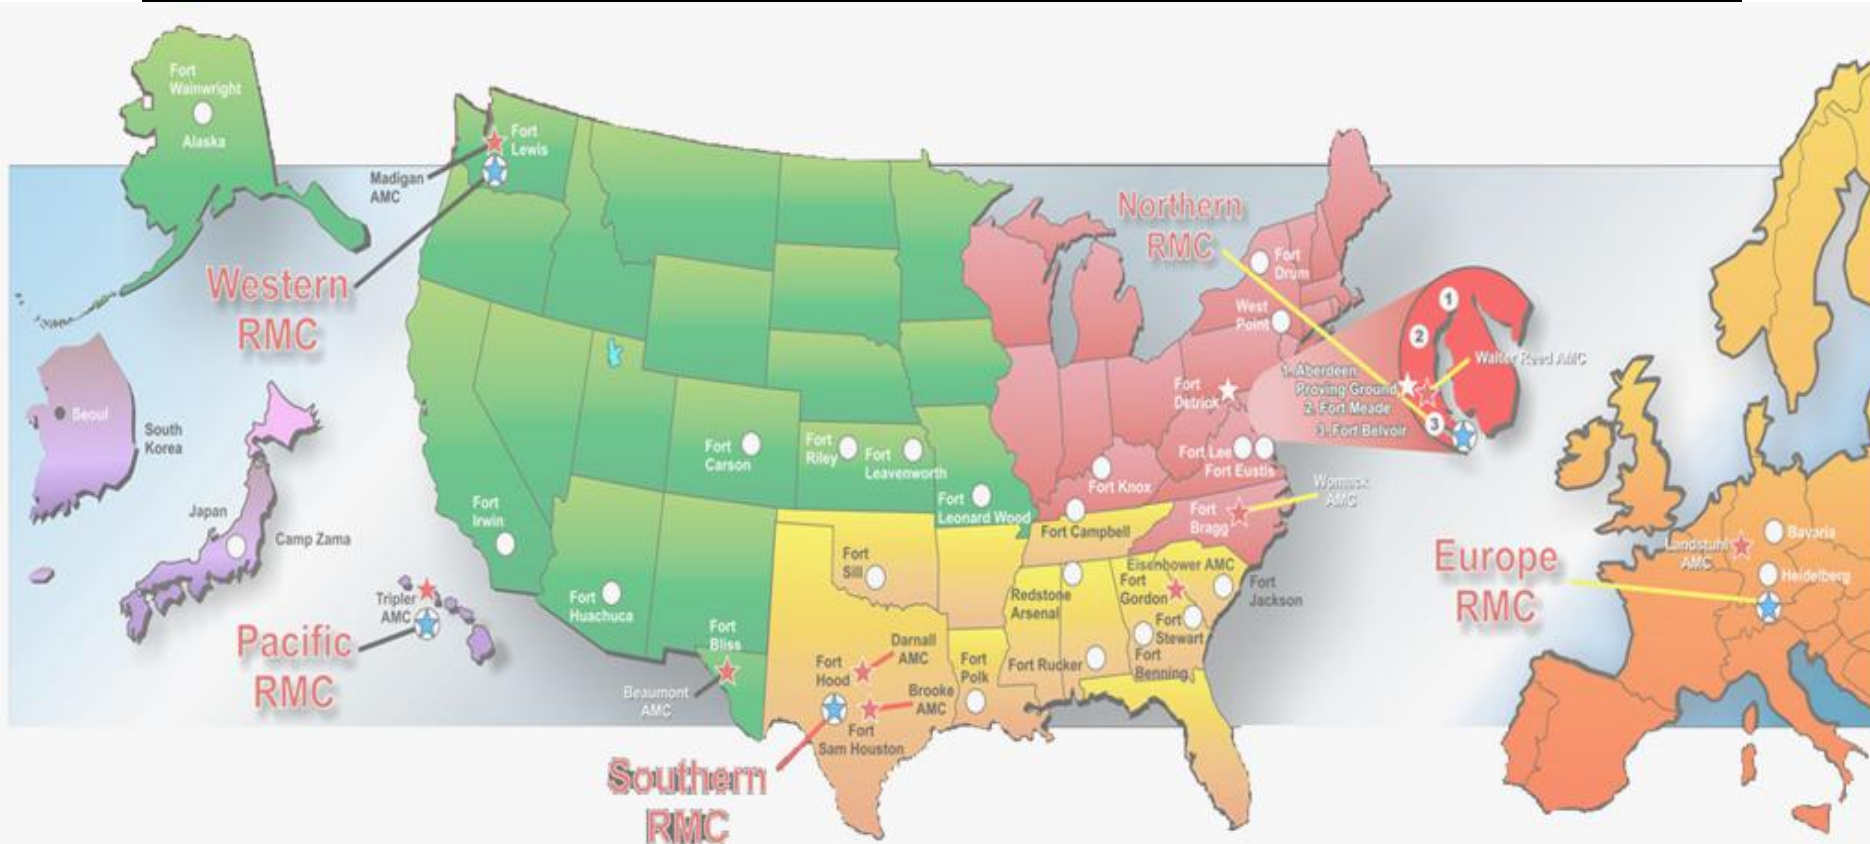 Fort
Wainwright
Alaska
Fort
Lewis
Madigan
AMC
Western
RMC
Northern
RMC
Fort
Drum
West
Point
1
2
3
Walter Reed AMC
1. Aberdeen
Proving Ground
2. Fort Meade
3. Fort Belvoir
Fort
Detrick
Seoul
South
Korea
Japan
Camp Zama
Fort
Irwin
Fort
Carson
Fort
Riley
Fort
Leavenworth
Fort
Leonard Wood
Fort Lee
Fort Eustis
Fort Knox
Fort Campbell
Fort
Bragg
Womack
AMC
Fort
Sill
Fort
Huachuca
Fort
Bliss
Beaumont
AMC
Tripler
AMC
Pacific
RMC
Redstone
Arsenal
Eisenhower AMC
Fort
Gordon
Fort
Jackson
Fort
Stewart
Fort
Benning
Fort Rucker
Fort
Polk
Darnall
AMC
Fort
Hood
Brooke
AMC
Fort
Sam Houston
Southern
RMC
Europe
RMC
Landstuhl
AMC
Bavaria
Heidelberg